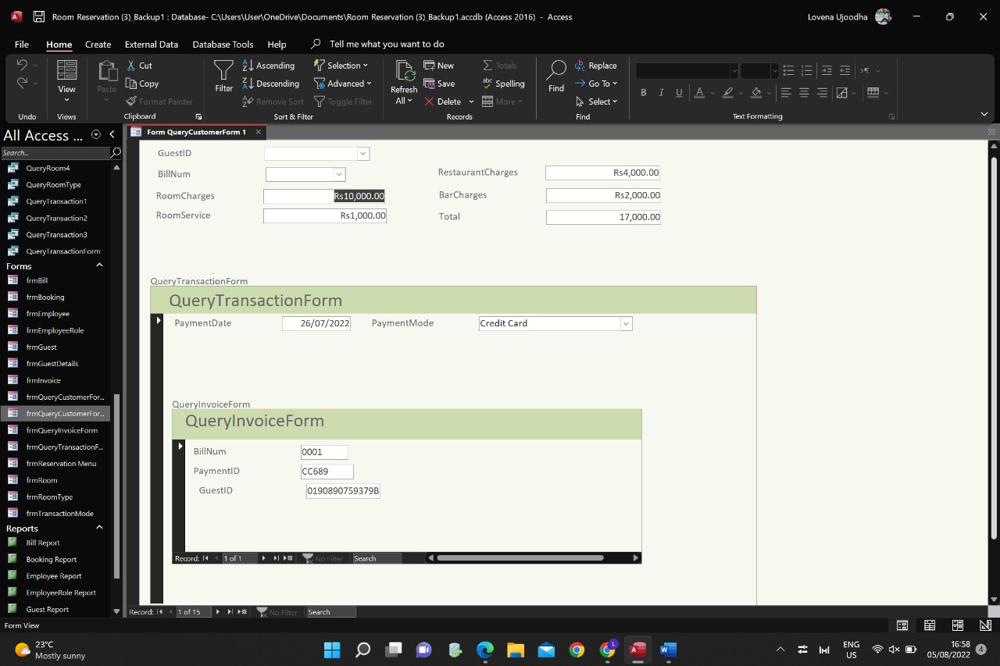 Room Reservation (3)_Backup1 : Database- C:\Users\User\OneDrive\Documents\Room Reservation (3)_Backup1.accdb (Access 2016) - Access
Lovena Ujoodha
File Home Create External Data Database Tools Help Tell me what you want to do
View
Paste
Cut
Copy
Format Painter
Filter
Ascending
Descending
Remove Sort
Selection
Advanced
Toggle Filter
Refresh All
New
Save
Delete
Totals
Spelling
More
Find
Replace
Go To
Select
B I U A
Undo Views Clipboard Sort & Filter Records Find Text Formatting
All Access ...
Search...
QueryRoom4
QueryRoomType
QueryTransaction1
QueryTransaction2
QueryTransaction3
QueryTransactionForm
Forms
frmBill
frmBooking
frmEmployee
frmEmployeeRole
frmGuest
frmGuestDetails
frmInvoice
frmQueryCustomerFor...
frmQueryCustomerFor...
frmQueryInvoiceForm
frmQueryTransactionF...
frmReservation Menu
frmRoom
frmRoomType
frmTransactionMode
Reports
Bill Report
Booking Report
Employee Report
EmployeeRole Report
Guest Report
Form QueryCustomerForm 1
GuestID
BillNum
RoomCharges Rs10,000.00
RoomService Rs1,000.00
RestaurantCharges Rs4,000.00
BarCharges Rs2,000.00
Total 17,000.00
QueryTransactionForm
QueryTransactionForm
PaymentDate 26/07/2022 PaymentMode Credit Card
QueryInvoiceForm
QueryInvoiceForm
BillNum 0001
PaymentID CC689
GuestID 0190890759379B
Record: 1 of 1 No Filter Search
Record: 1 of 15 No Filter Search
Form View
23°C
Mostly sunny
ENG
US
16:58
05/08/2022
4